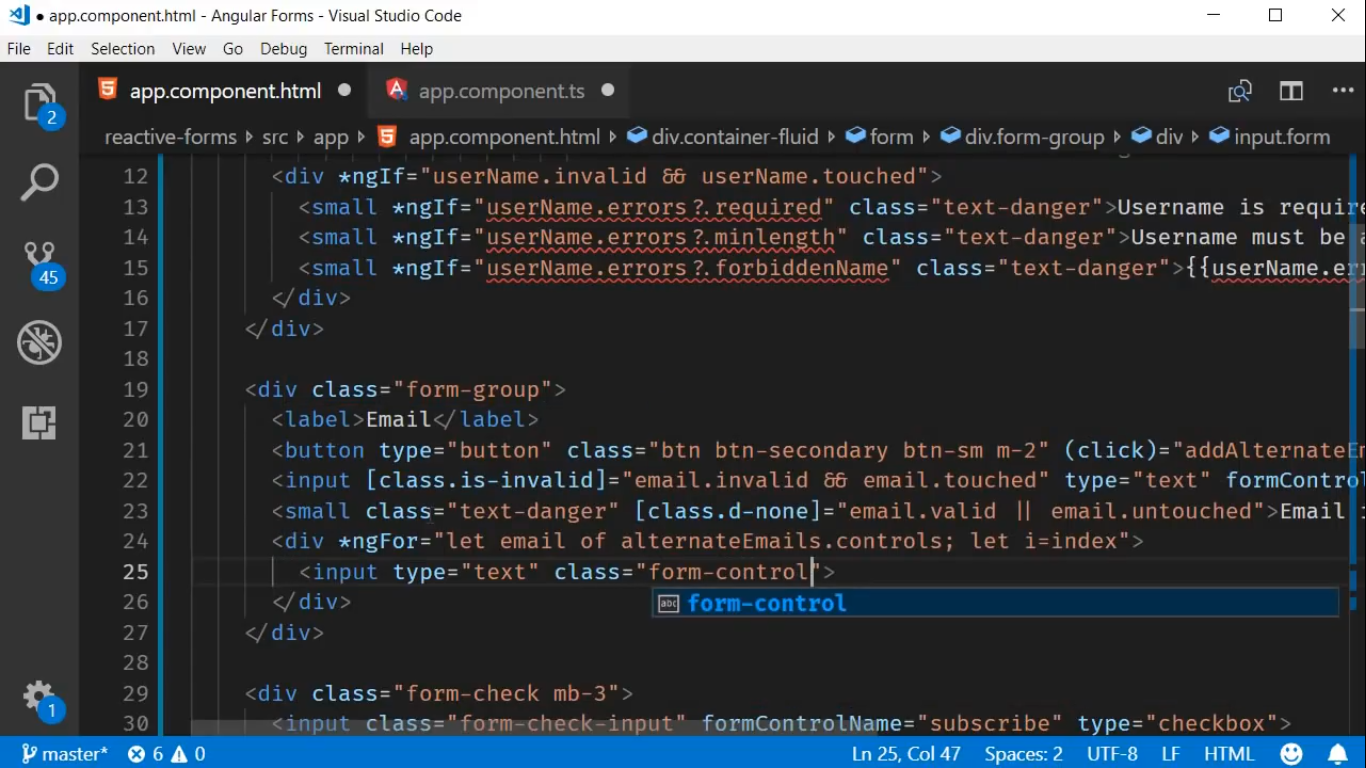 app.component.html - Angular Forms - Visual Studio Code
File Edit Selection View Go Debug Terminal Help
app.component.html app.component.ts
2
reactive-forms src app app.component.html div.container-fluid form div.form-group div input.form
12 <div *ngIf="userName.invalid && userName.touched">
13 <small *ngIf="userName.errors?.required" class="text-danger">Username is require
14 <small *ngIf="userName.errors?.minlength" class="text-danger">Username must be a
15 <small *ngIf="userName.errors?.forbiddenName" class="text-danger">{{userName.err
45
16 </div>
17 </div>
18
19 <div class="form-group">
20 <label>Email</label>
21 <button type="button" class="btn btn-secondary btn-sm m-2" (click)="addAlternateEm
22 <input [class.is-invalid]="email.invalid && email.touched" type="text" formControl
23 <small class="text-danger" [class.d-none]="email.valid || email.untouched">Email i
24 <div *ngFor="let email of alternateEmails.controls; let i=index">
25 <input type="text" class="form-control">
26 </div>
abc form-control
27 </div>
28
29 <div class="form-check mb-3">
1
30 <input class="form-check-input" formControlName="subscribe" type="checkbox">
master* 6 0 Ln 25, Col 47 Spaces: 2 UTF-8 LF HTML